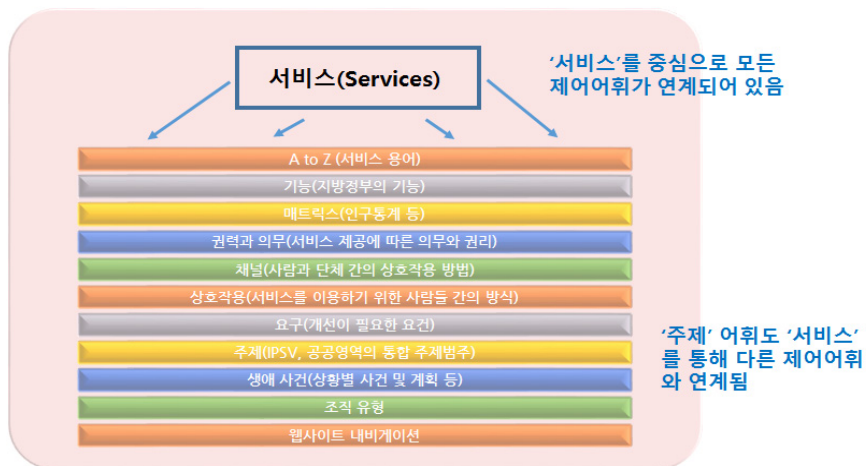 서비스(Services)
‘서비스’를 중심으로 모든
제어어휘가 연계되어 있음
A to Z (서비스 용어)
기능(지방정부의 기능)
매트릭스(인구통계 등)
권력과 의무(서비스 제공에 따른 의무와 권리)
채널(사람과 단체 간의 상호작용 방법)
상호작용(서비스를 이용하기 위한 사람들 간의 방식)
요구(개선이 필요한 요건)
주제(IPSV, 공공영역의 통합 주제범주)
생애 사건(상황별 사건 및 계획 등)
조직 유형
웹사이트 내비게이션
‘주제’ 어휘도 ‘서비스’
를 통해 다른 제어어휘
와 연계됨